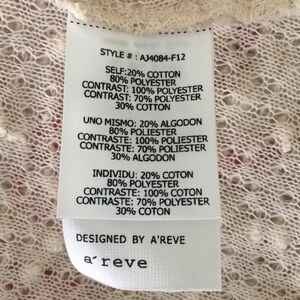 STYLE # : AJ4084-F12
SELF:20% COTTON
80% POLYESTER
CONTRAST: 100% POLYESTER
CONTRAST: 70% POLYESTER
30% COTTON
UNO MISMO: 20% ALGODON
80% POLIESTER
CONTRASTE: 100% POLIESTER
CONTRASTE: 70% POLIESTER
30% ALGODON
INDIVIDU: 20% COTON
80% POLYESTER
CONTRASTE: 100% COTON
CONTRASTE: 70% POLYESTER
30% COTON
DESIGNED BY A'REVE
a'reve